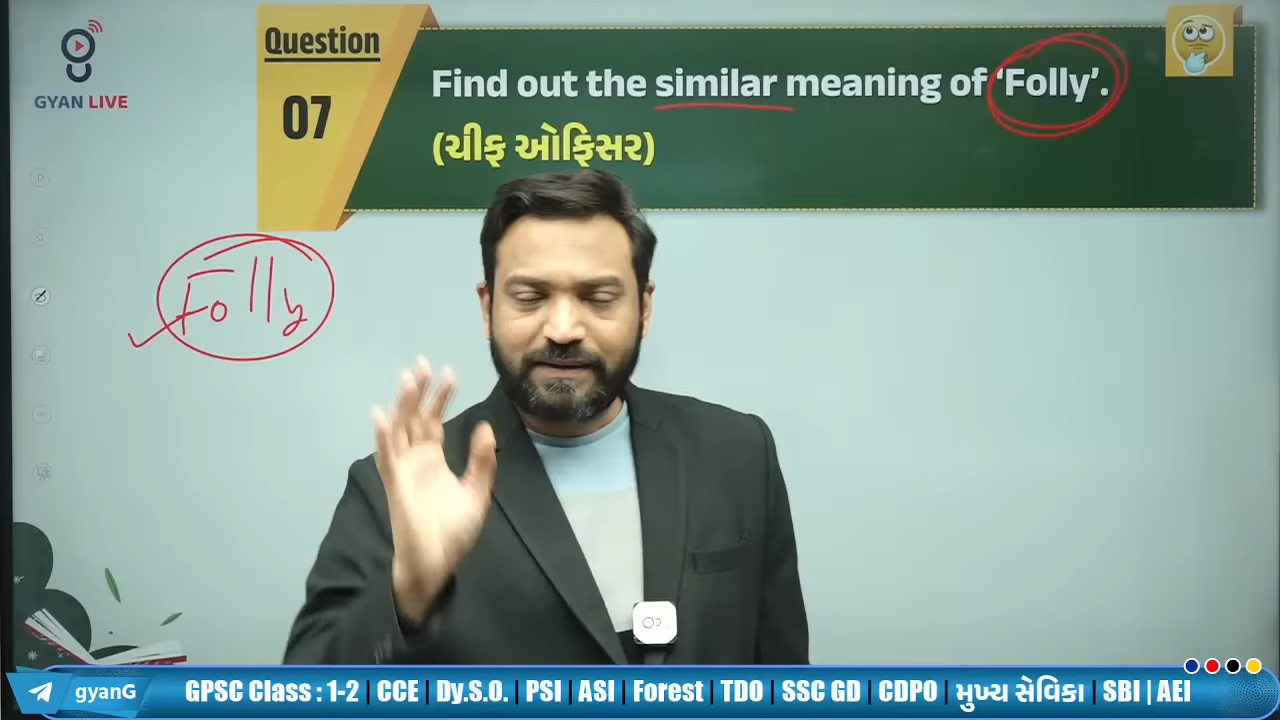 GYAN LIVE
Question
07
Find out the similar meaning of ‘Folly’.
(ચીફ ઓફિસર)
Folly
gyanG
GPSC Class : 1-2 | CCE | Dy.S.O. | PSI | ASI | Forest | TDO | SSC GD | CDPO | મુખ્ય સેવિકા | SBI | AEI